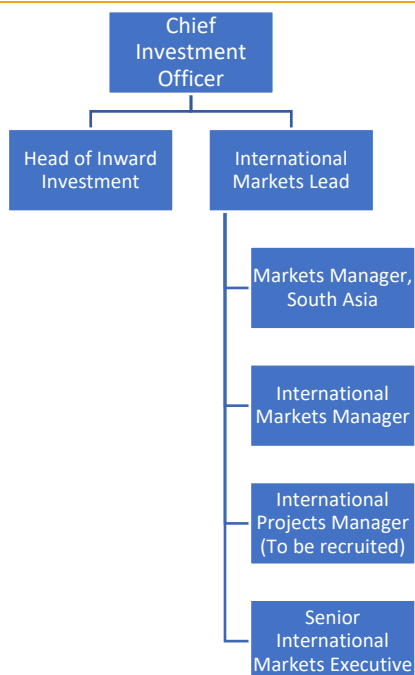 Chief
Investment
Officer
Head of Inward
Investment
International
Markets Lead
Markets Manager,
South Asia
International
Markets Manager
International
Projects Manager
(To be recruited)
Senior
International
Markets Executive